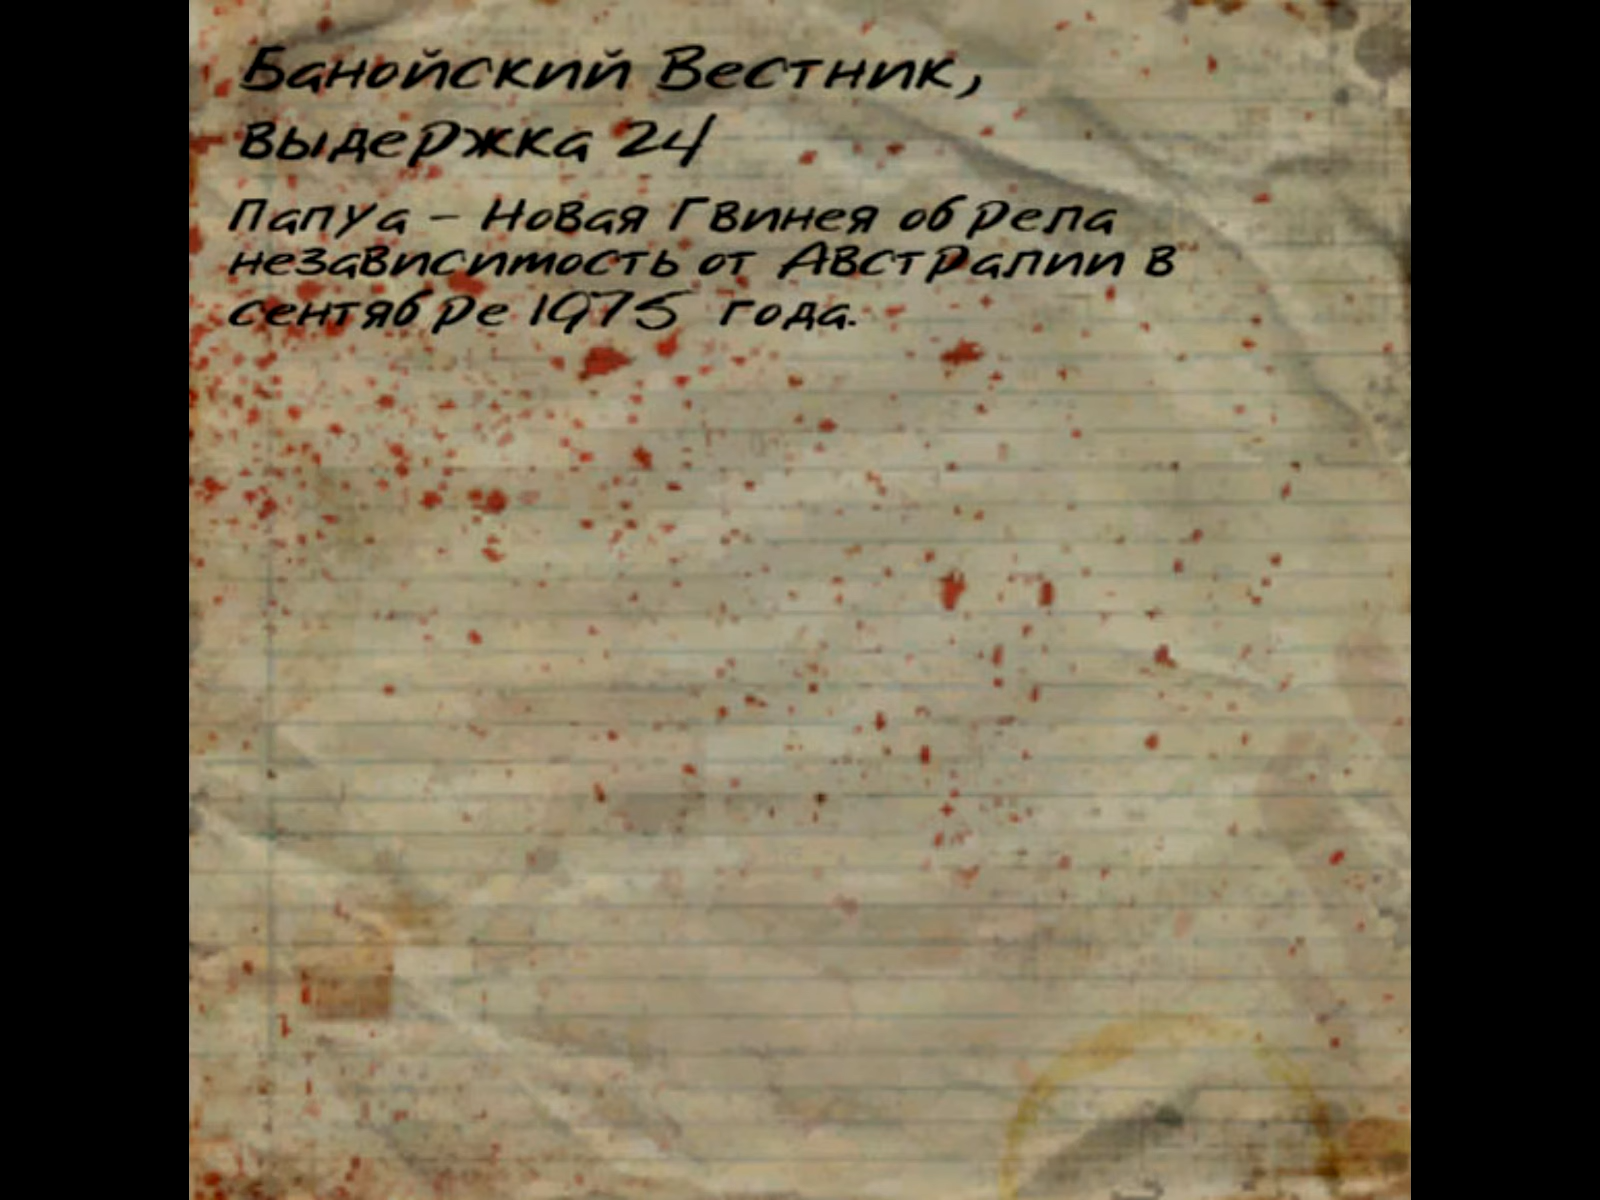 Банойский Вестник,
выдержка 24
Папуа – Новая Гвинея обрела
независимость от Австралии в
сентябре 1975 года.